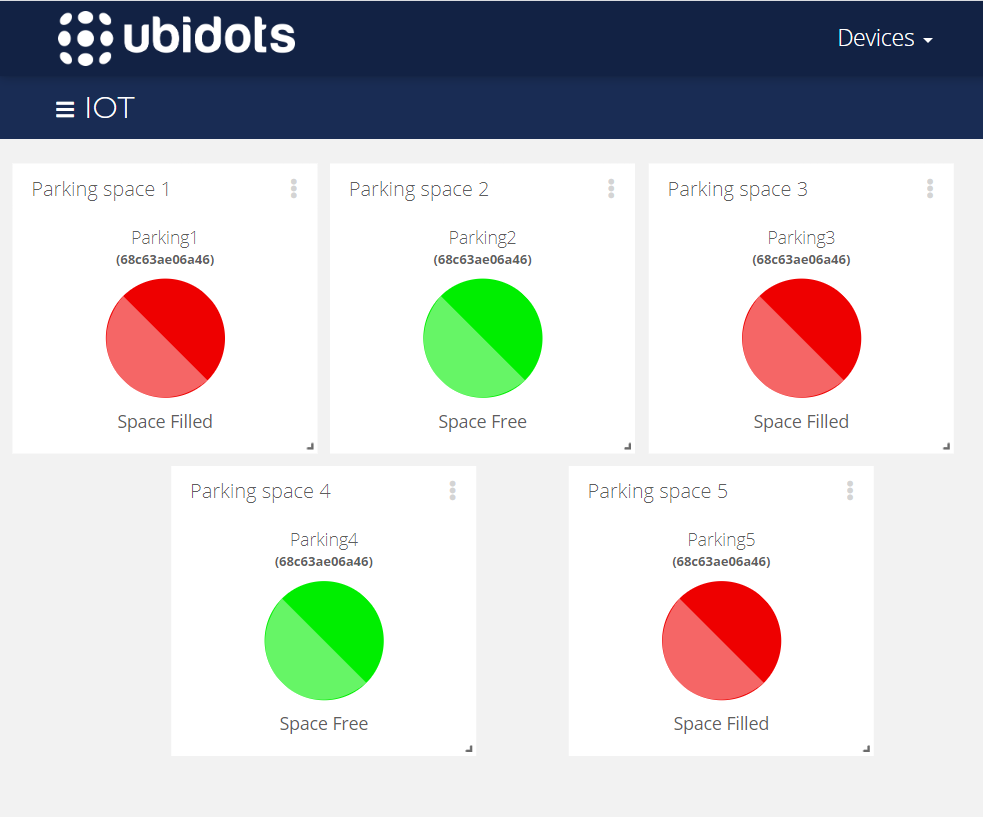 ubidots
Devices
IOT
Parking space 1
Parking1
(68c63ae06a46)
Space Filled
Parking space 2
Parking2
(68c63ae06a46)
Space Free
Parking space 3
Parking3
(68c63ae06a46)
Space Filled
Parking space 4
Parking4
(68c63ae06a46)
Space Free
Parking space 5
Parking5
(68c63ae06a46)
Space Filled